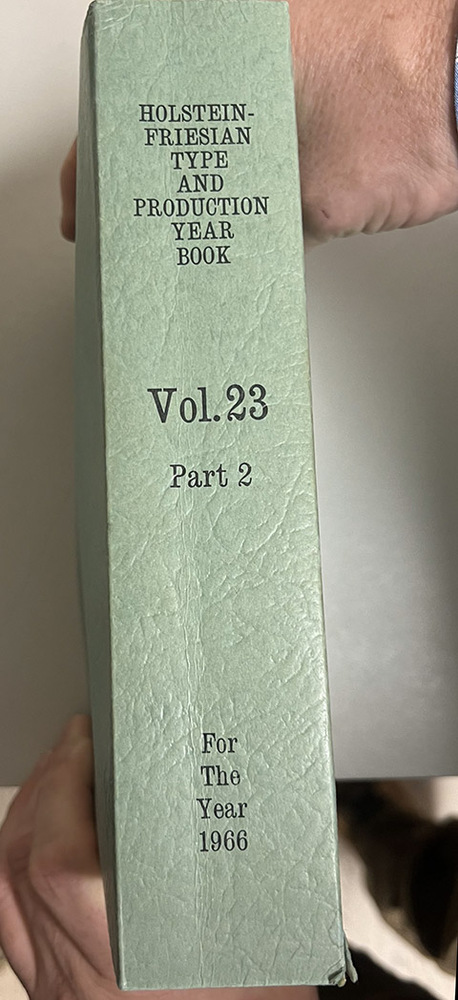 HOLSTEIN-
FRIESIAN
TYPE
AND
PRODUCTION
YEAR
BOOK
Vol.23
Part 2
For
The
Year
1966